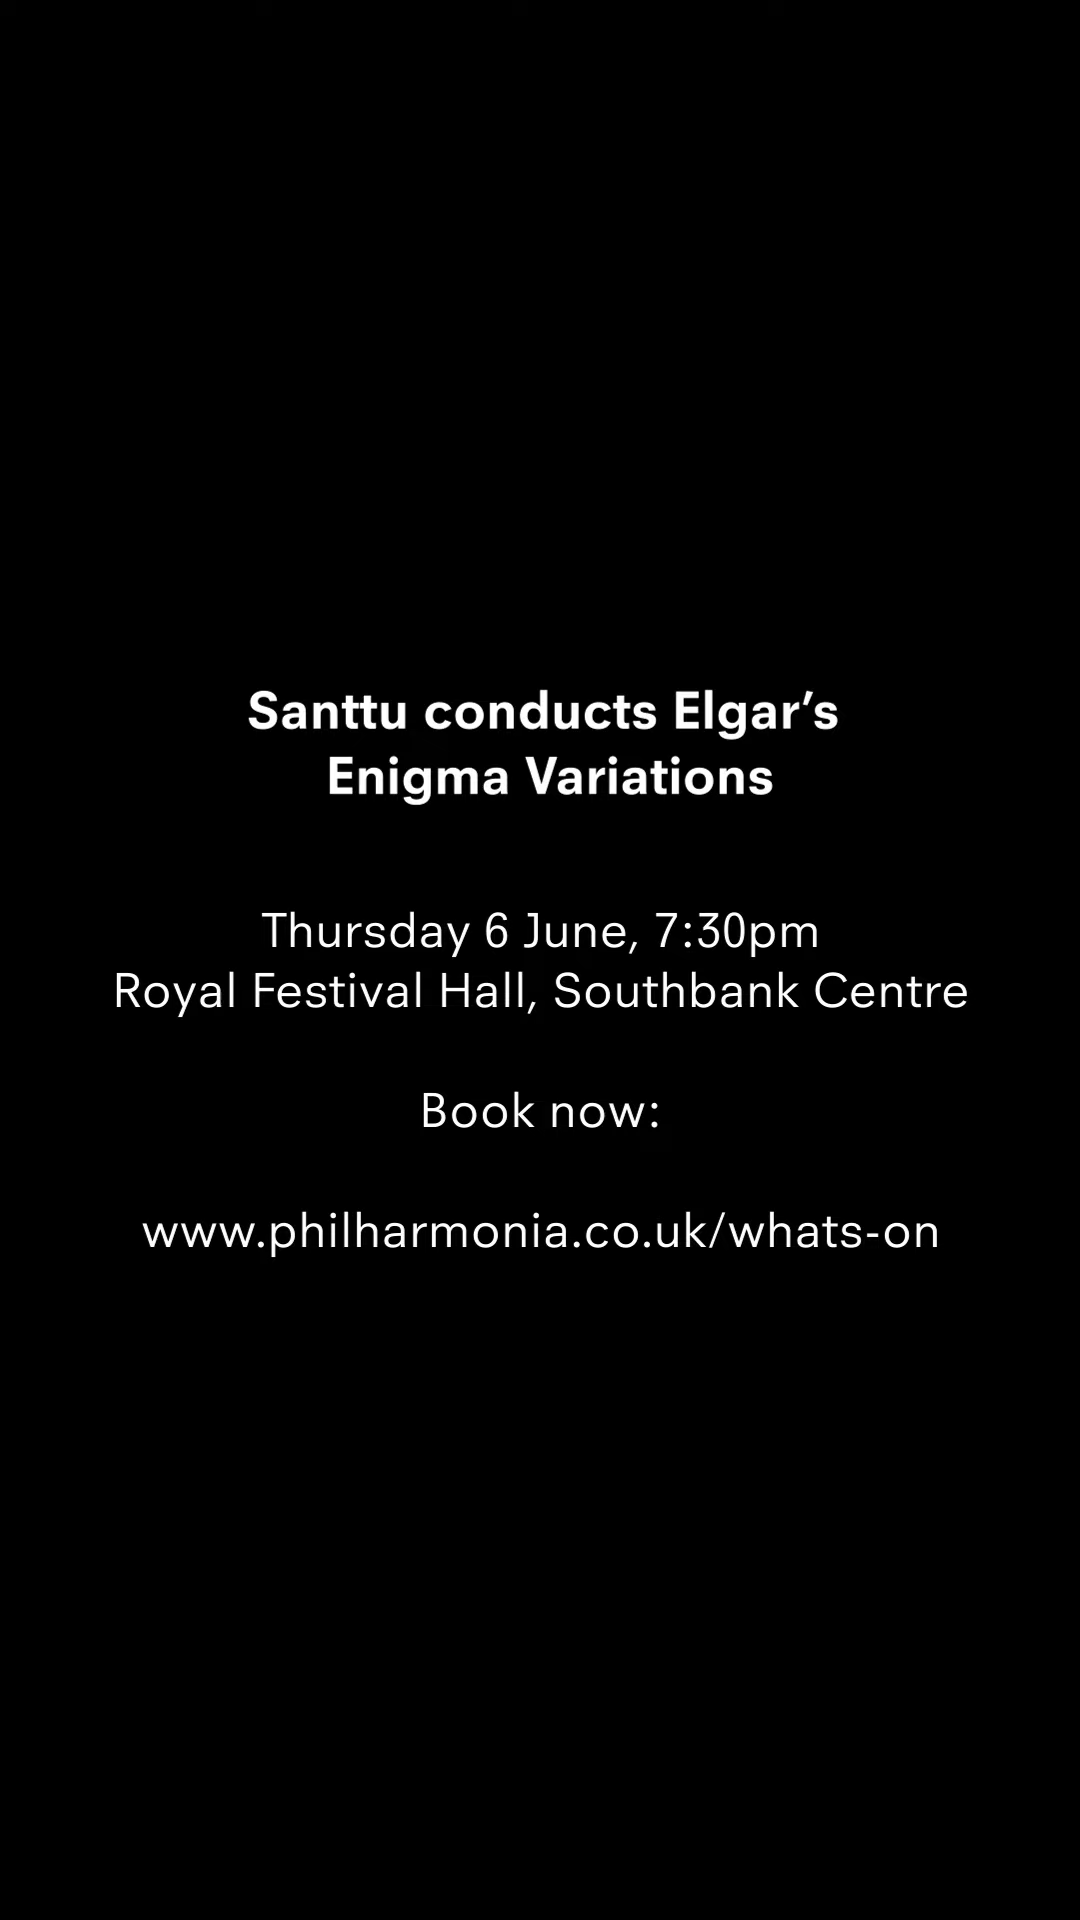 Santtu conducts Elgar’s
Enigma Variations
Thursday 6 June, 7:30pm
Royal Festival Hall, Southbank Centre
Book now:
www.philharmonia.co.uk/whats-on